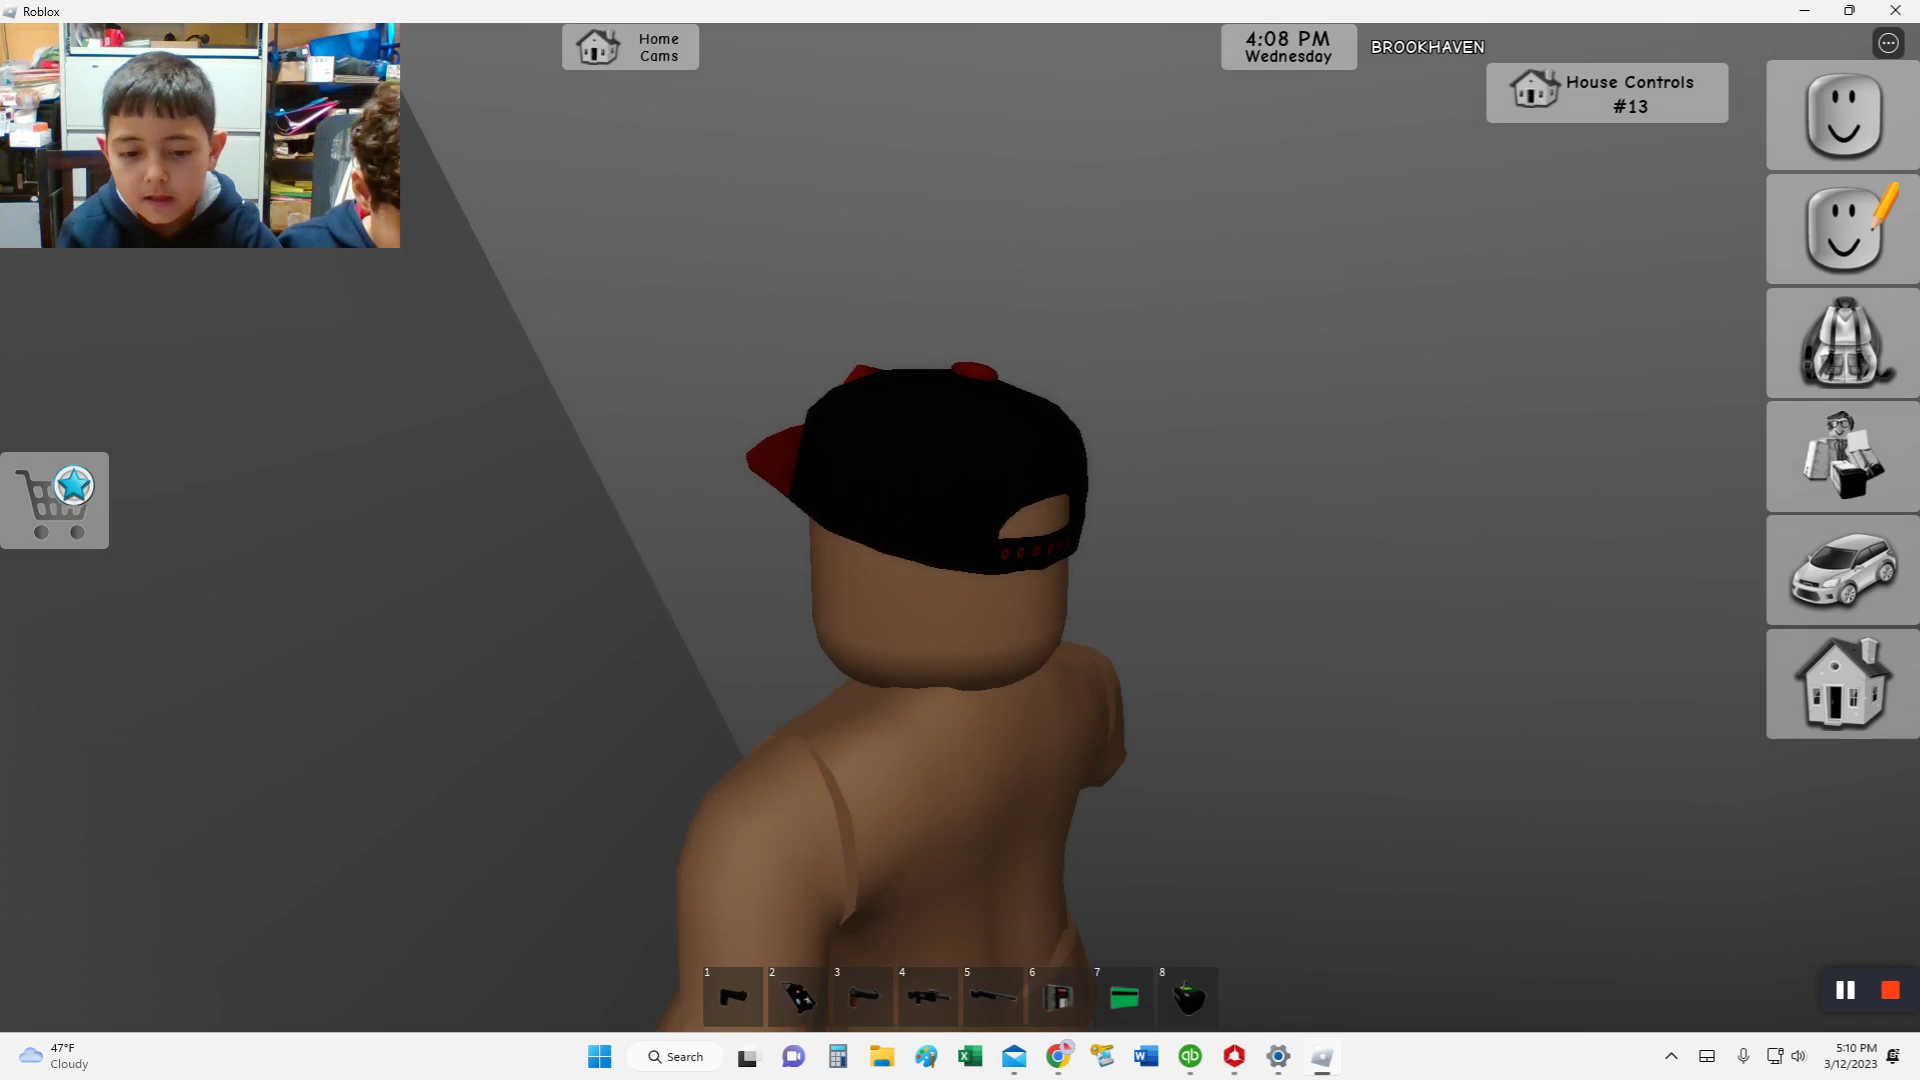 Roblox
Home
Cams
4:08 PM
Wednesday
BROOKHAVEN
House Controls
#13
1
2
3
4
5
6
7
8
47°F
Cloudy
Search
5:10 PM
3/12/2023